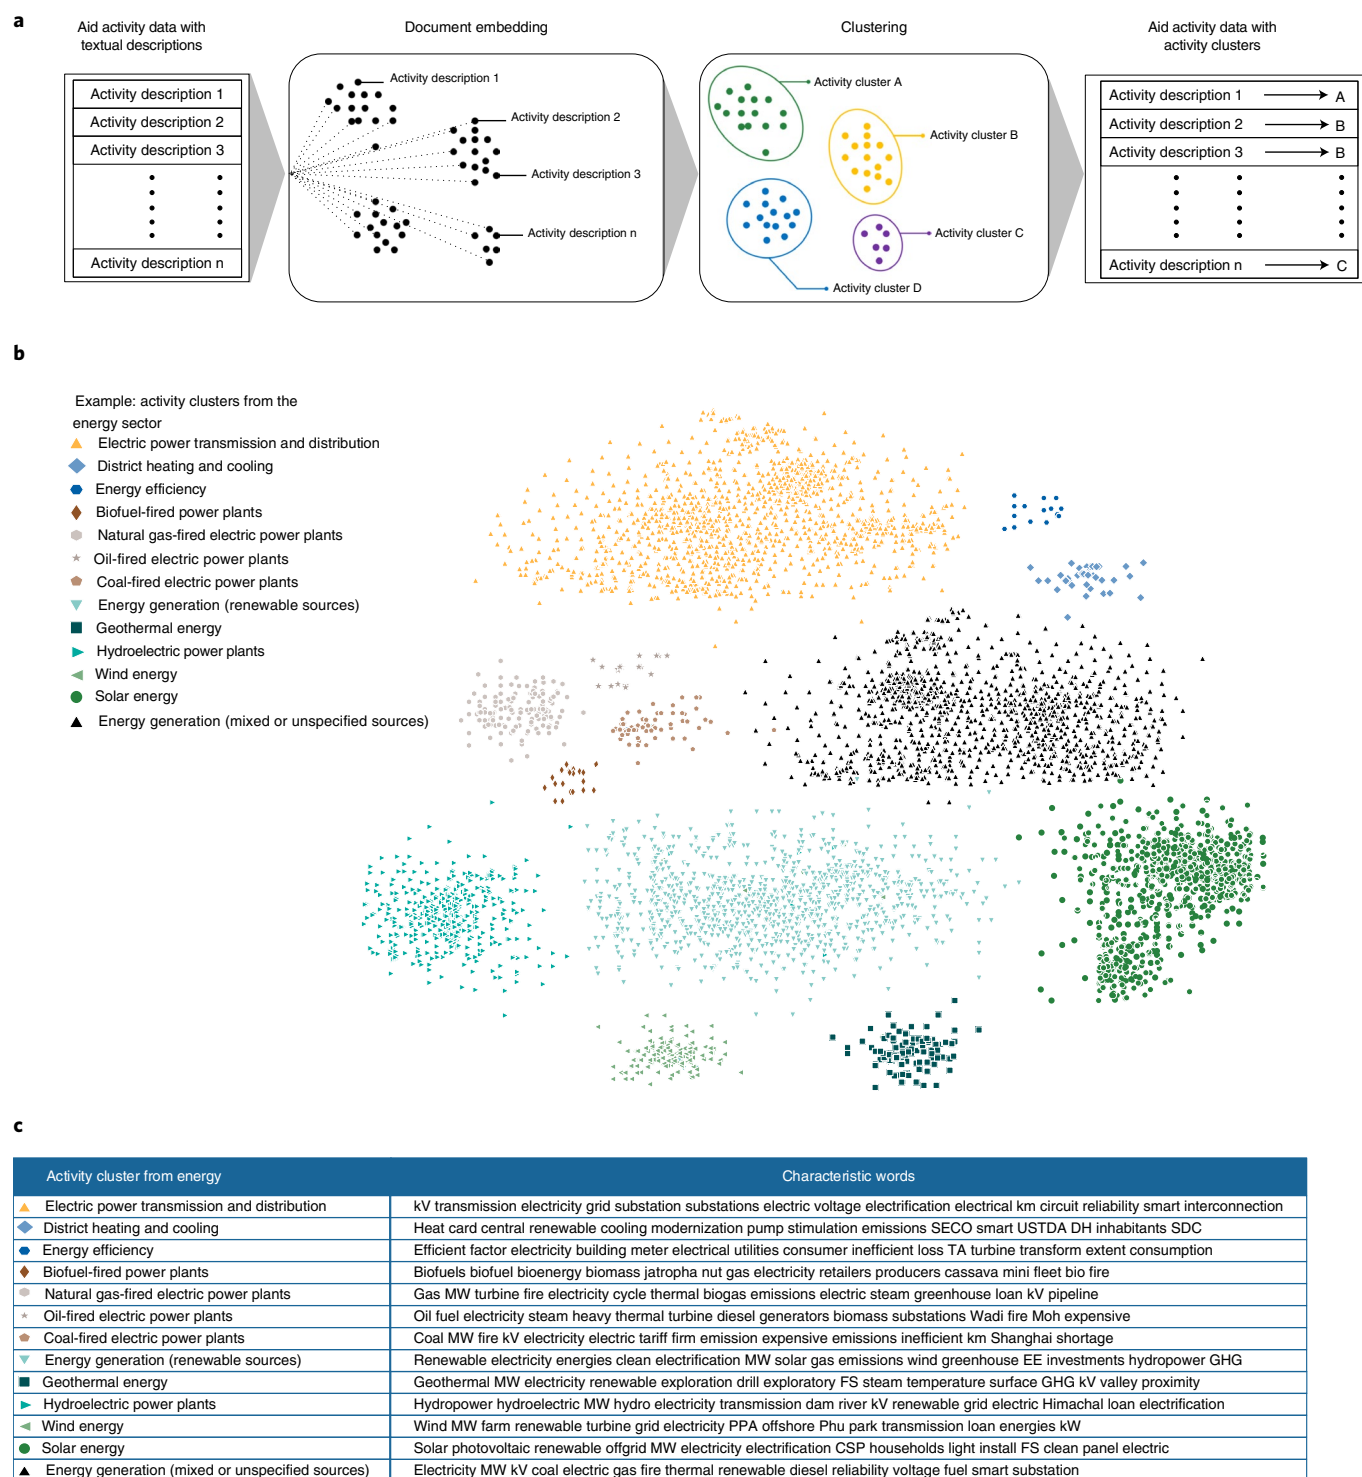 a
Aid activity data with
textual descriptions
Document embedding
Clustering
Aid activity data with
activity clusters
Activity description 1
Activity description 2
Activity description 3
Activity description n
Activity description 1
Activity description 2
Activity description 3
Activity description n
Activity cluster A
Activity cluster B
Activity cluster C
Activity cluster D
Activity description 1 A
Activity description 2 B
Activity description 3 B
Activity description n C
b
Example: activity clusters from the
energy sector
Electric power transmission and distribution
District heating and cooling
Energy efficiency
Biofuel-fired power plants
Natural gas-fired electric power plants
Oil-fired electric power plants
Coal-fired electric power plants
Energy generation (renewable sources)
Geothermal energy
Hydroelectric power plants
Wind energy
Solar energy
Energy generation (mixed or unspecified sources)
c
Activity cluster from energy Characteristic words
Electric power transmission and distribution kV transmission electricity grid substation substations electric voltage electrification electrical km circuit reliability smart interconnection
District heating and cooling Heat card central renewable cooling modernization pump stimulation emissions SECO smart USTDA DH inhabitants SDC
Energy efficiency Efficient factor electricity building meter electrical utilities consumer inefficient loss TA turbine transform extent consumption
Biofuel-fired power plants Biofuels biofuel bioenergy biomass jatropha nut gas electricity retailers producers cassava mini fleet bio fire
Natural gas-fired electric power plants Gas MW turbine fire electricity cycle thermal biogas emissions electric steam greenhouse loan kV pipeline
Oil-fired electric power plants Oil fuel electricity steam heavy thermal turbine diesel generators biomass substations Wadi fire Moh expensive
Coal-fired electric power plants Coal MW fire kV electricity electric tariff firm emission expensive emissions inefficient km Shanghai shortage
Energy generation (renewable sources) Renewable electricity energies clean electrification MW solar gas emissions wind greenhouse EE investments hydropower GHG
Geothermal energy Geothermal MW electricity renewable exploration drill exploratory FS steam temperature surface GHG kV valley proximity
Hydroelectric power plants Hydropower hydroelectric MW hydro electricity transmission dam river kV renewable grid electric Himachal loan electrification
Wind energy Wind MW farm renewable turbine grid electricity PPA offshore Phu park transmission loan energies kW
Solar energy Solar photovoltaic renewable offgrid MW electricity electrification CSP households light install FS clean panel electric
Energy generation (mixed or unspecified sources) Electricity MW kV coal electric gas fire thermal renewable diesel reliability voltage fuel smart substation